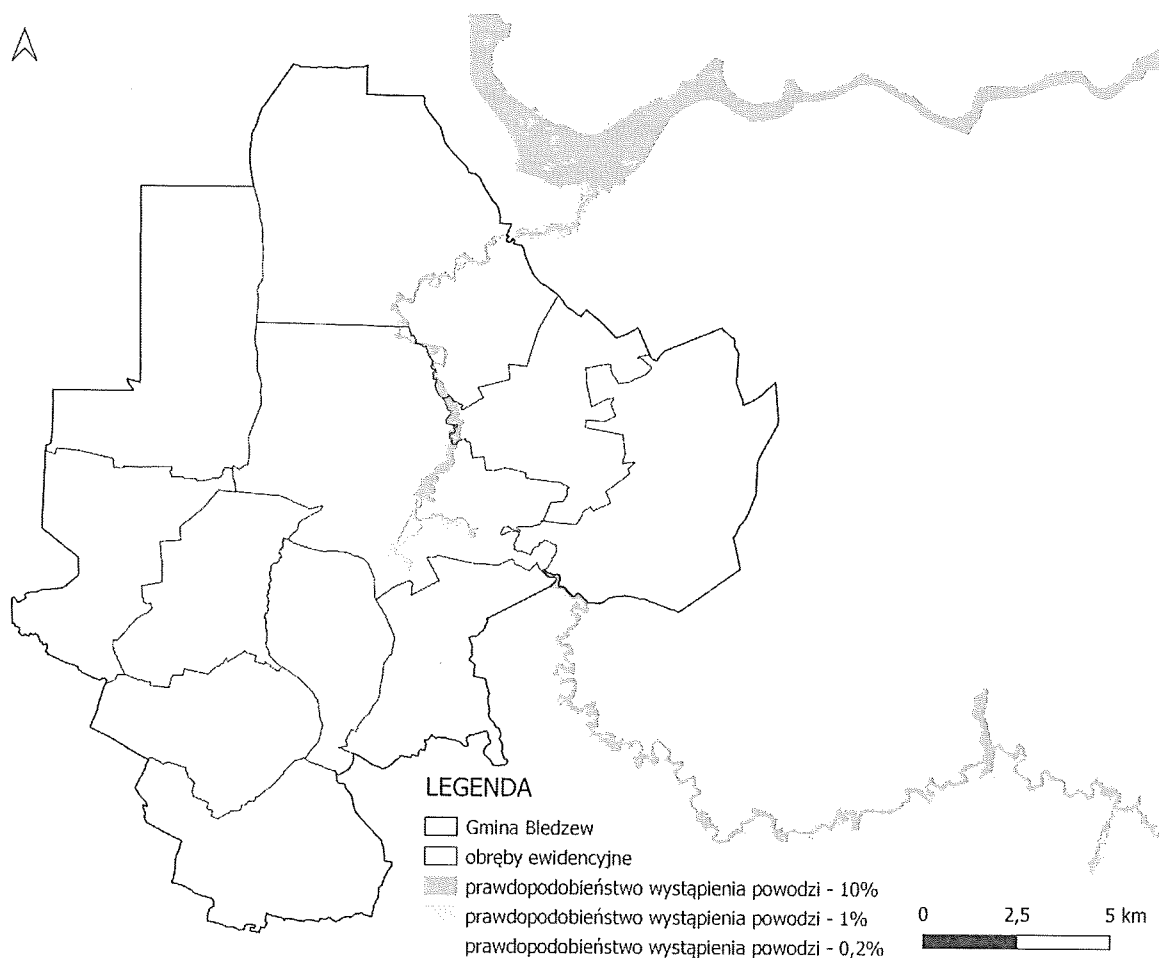 LEGENDA
Gmina Bledzew
obręby ewidencyjne
prawdopodobieństwo wystąpienia powodzi - 10%
prawdopodobieństwo wystąpienia powodzi - 1%
prawdopodobieństwo wystąpienia powodzi - 0,2%
0 2,5 5 km